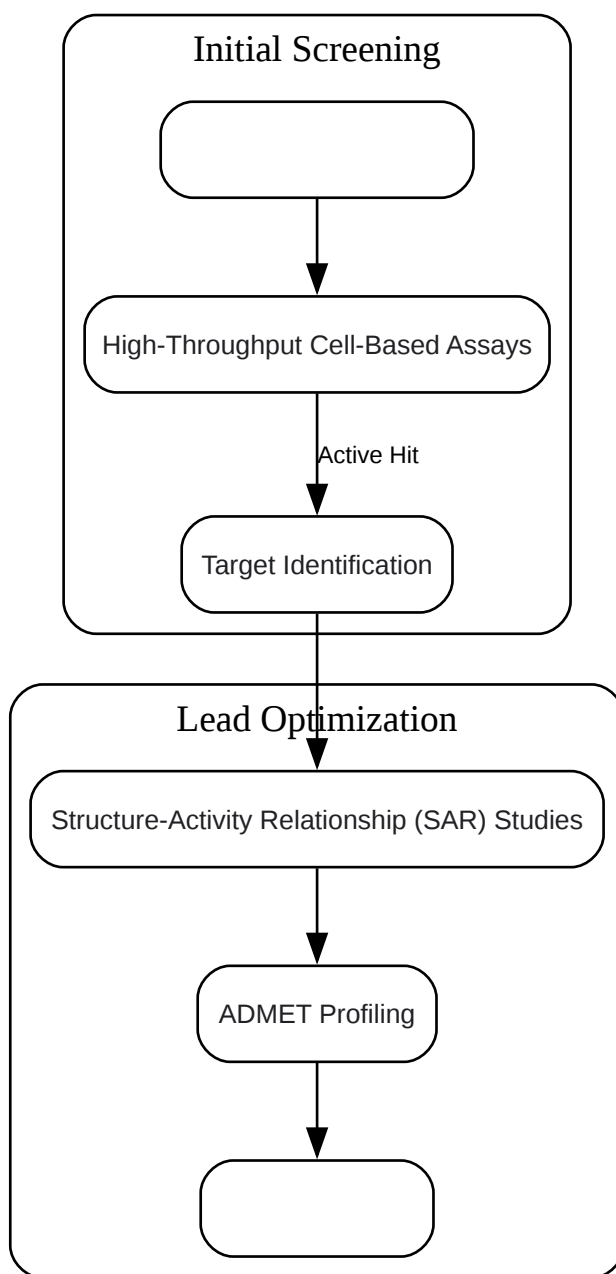 Initial Screening
High-Throughput Cell-Based Assays
Active Hit
Target Identification
Lead Optimization
Structure-Activity Relationship (SAR) Studies
ADMET Profiling